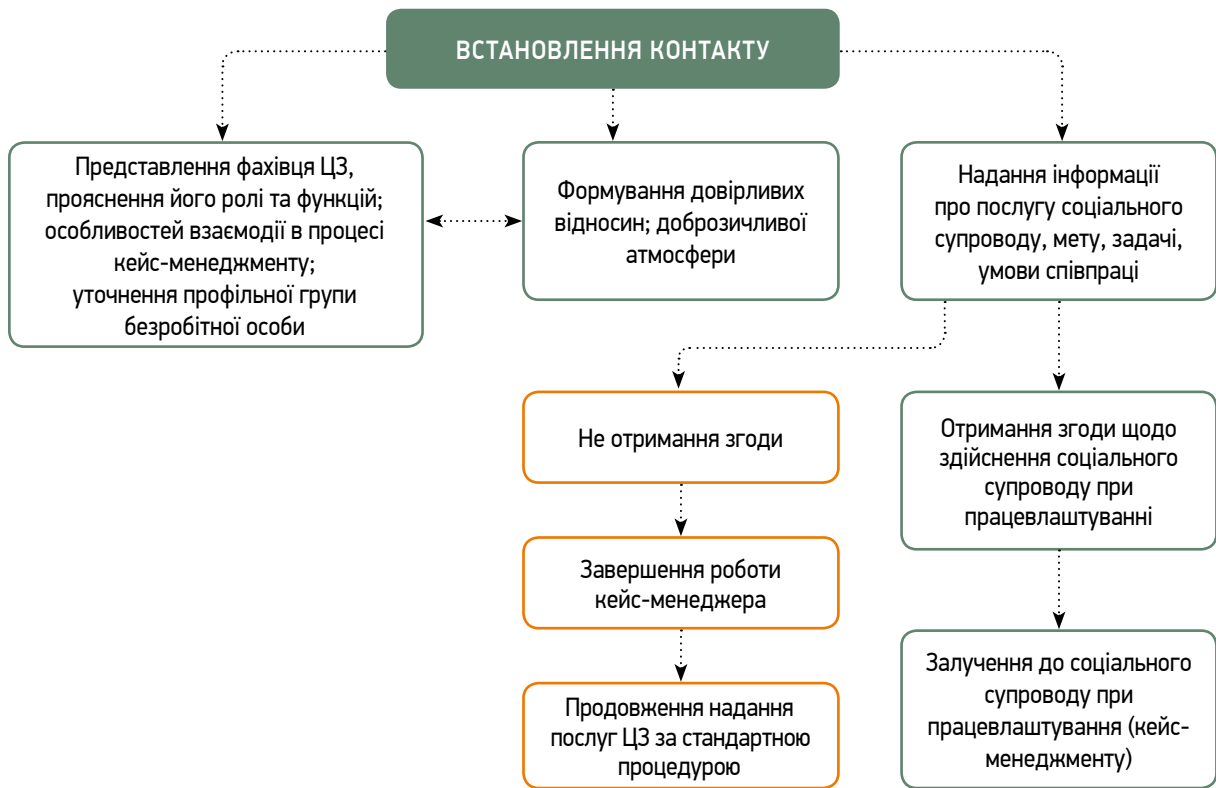 ВСТАНОВЛЕННЯ КОНТАКТУ
Представлення фахівця ЦЗ,
прояснення його ролі та функцій;
особливостей взаємодії в процесі
кейс-менеджменту;
уточнення профільної групи
безробітної особи
Формування довірливих
відносин; доброзичливої
атмосфери
Надання інформації
про послугу соціального
супроводу, мету, задачі,
умови співпраці
Не отримання згоди
Отримання згоди щодо
здійснення соціального
супроводу при
працевлаштуванні
Завершення роботи
кейс-менеджера
Продовження надання
послуг ЦЗ за стандартною
процедурою
Залучення до соціального
супроводу при
працевлаштування (кейс-
менеджменту)